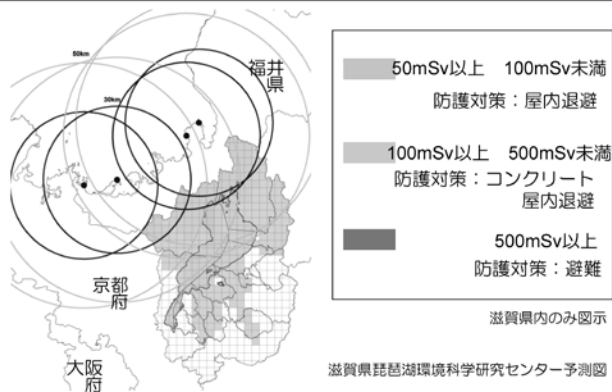 50km
30km
福井
県
京都
府
大阪
府
50mSv以上 100mSv未満
防護対策：屋内退避
100mSv以上 500mSv未満
防護対策：コンクリート
屋内退避
500mSv以上
防護対策：避難
滋賀県内のみ図示
滋賀県琵琶湖環境科学研究センター予測図